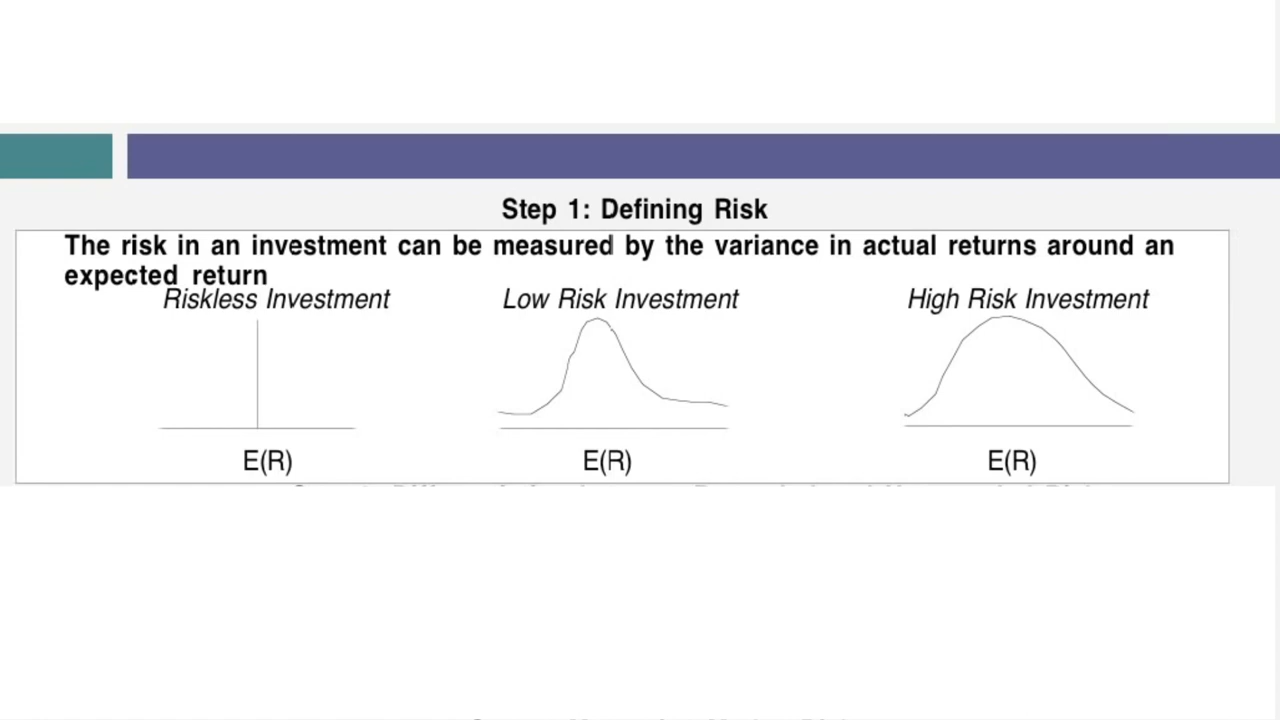 Step 1: Defining Risk
The risk in an investment can be measured by the variance in actual returns around an
expected return
Riskless Investment Low Risk Investment High Risk Investment
E(R) E(R) E(R)